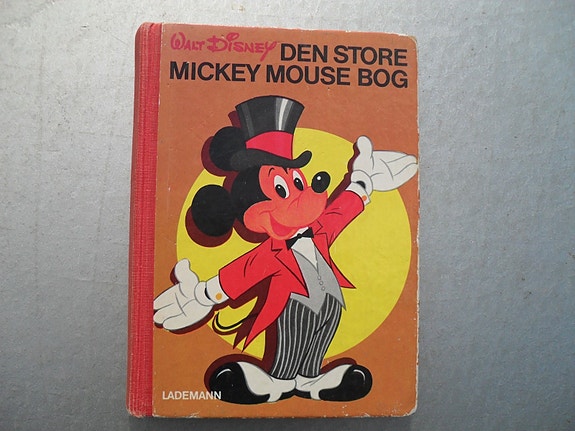 WALT DISNEY DEN STORE
MICKEY MOUSE BOG
LADEMANN